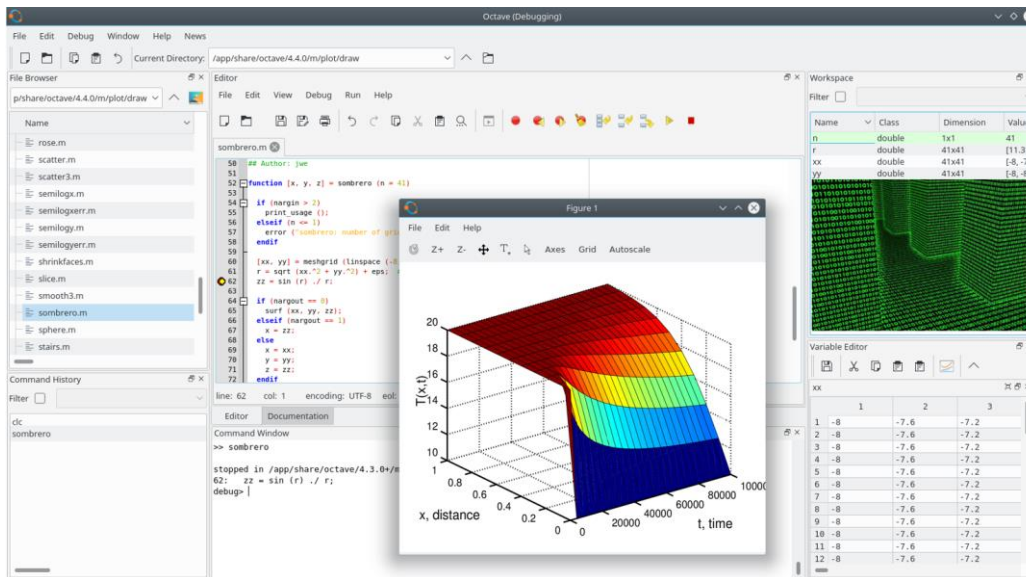 Octave (Debugging)
File Edit Debug Window Help News
Current Directory: /app/share/octave/4.4.0/m/plot/draw
File Browser
p/share/octave/4.4.0/m/plot/draw
Name
rose.m
scatter.m
scatter3.m
semilogx.m
semilogxerr.m
semilogy.m
semilogyerr.m
shrinkfaces.m
slice.m
smooth3.m
sombrero.m
sphere.m
stairs.m
Command History
Filter
clc
sombrero
Editor
File Edit View Debug Run Help
sombrero.m
50 ## Author: jwe
51
52 function [x, y, z] = sombrero (n = 41)
53
54 if (nargin > 2)
55 print_usage ();
56 elseif (n <= 1)
57 error ("sombrero: number of gri
58 endif
59
60 [xx, yy] = meshgrid (linspace (-8
61 r = sqrt (xx.^2 + yy.^2) + eps;
62 zz = sin (r) ./ r;
63
64 if (nargout == 0)
65 surf (xx, yy, zz);
66 elseif (nargout == 1)
67 x = zz;
68 else
69 x = xx;
70 y = yy;
71 z = zz;
72 endif
line: 62 col: 1 encoding: UTF-8 eol:
Editor Documentation
Command Window
>> sombrero
stopped in /app/share/octave/4.3.0+/m
62: zz = sin (r) ./ r;
debug>
Figure 1
File Edit Help
Z+ Z- Axes Grid Autoscale
T(x,t)
20
18
16
14
12
10
1
0.8
0.6
0.4
0.2
0
x, distance
0
20000
40000
60000
80000
10000
t, time
Workspace
Filter
Name Class Dimension Valu
n double 1x1 41
r double 41x41 [11.3
xx double 41x41 [-8, -7
yy double 41x41 [-8, -8
Variable Editor
xx
1 2 3
1 -8 -7.6 -7.2
2 -8 -7.6 -7.2
3 -8 -7.6 -7.2
4 -8 -7.6 -7.2
5 -8 -7.6 -7.2
6 -8 -7.6 -7.2
7 -8 -7.6 -7.2
8 -8 -7.6 -7.2
9 -8 -7.6 -7.2
10 -8 -7.6 -7.2
11 -8 -7.6 -7.2
12 -8 -7.6 -7.2